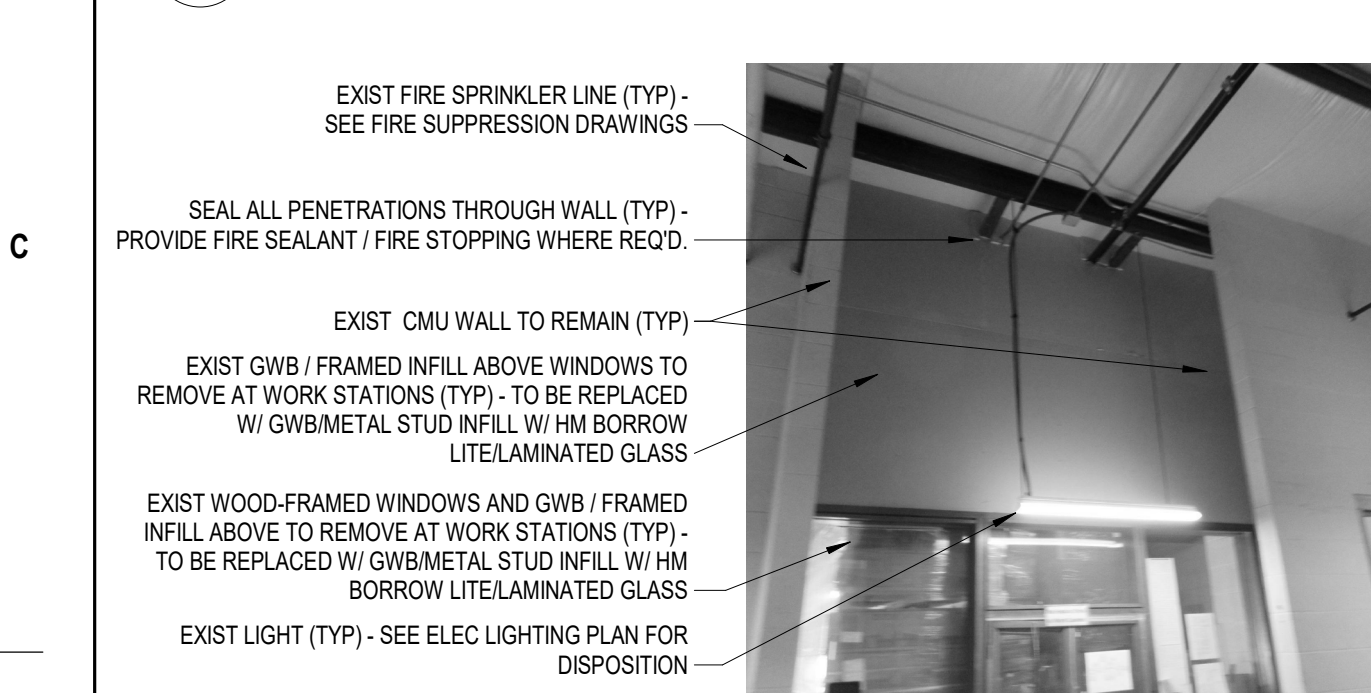 EXIST FIRE SPRINKLER LINE (TYP) -
SEE FIRE SUPPRESSION DRAWINGS
SEAL ALL PENETRATIONS THROUGH WALL (TYP) -
PROVIDE FIRE SEALANT / FIRE STOPPING WHERE REQ'D.
C
EXIST CMU WALL TO REMAIN (TYP)
EXIST GWB / FRAMED INFILL ABOVE WINDOWS TO
REMOVE AT WORK STATIONS (TYP) - TO BE REPLACED
W/ GWB/METAL STUD INFILL W/ HM BORROW
LITE/LAMINATED GLASS
EXIST WOOD-FRAMED WINDOWS AND GWB / FRAMED
INFILL ABOVE TO REMOVE AT WORK STATIONS (TYP) -
TO BE REPLACED W/ GWB/METAL STUD INFILL W/ HM
BORROW LITE/LAMINATED GLASS
EXIST LIGHT (TYP) - SEE ELEC LIGHTING PLAN FOR
DISPOSITION